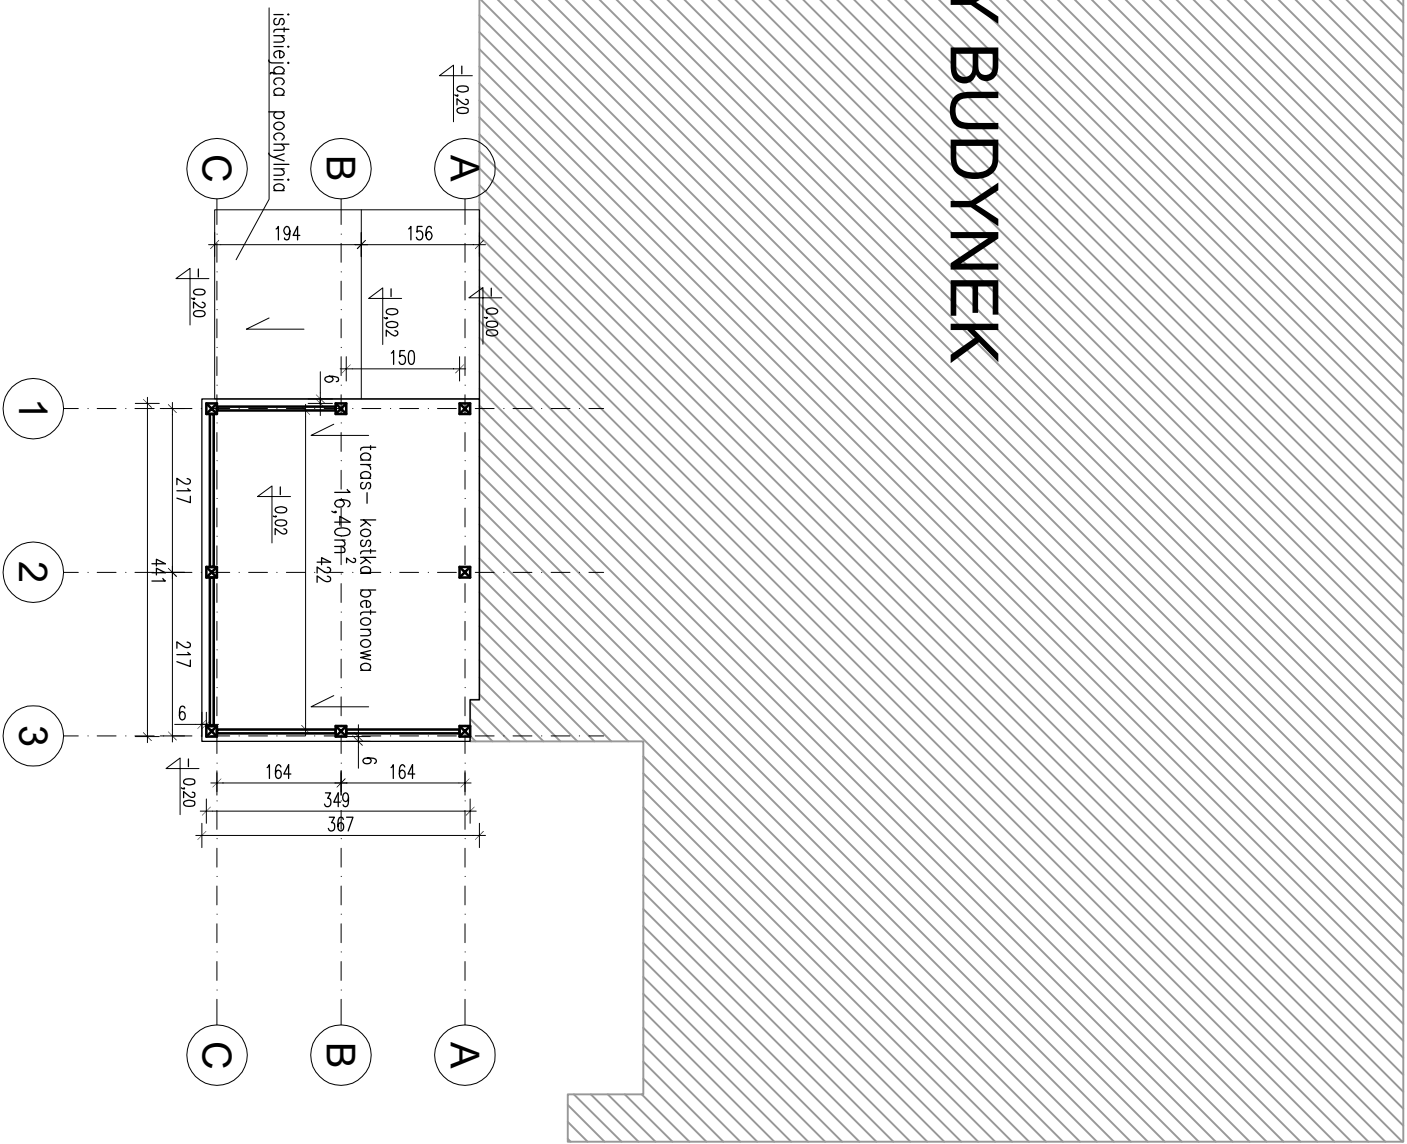 Y BUDYNEK
istniejąca pochylnia
-0,20
C
B
A
194
156
-0,20
-0,02
-0,00
150
6
1
2
3
taras- kostka betonowa
16,40m²
-0,02
422
217
441
217
6
6
-0,20
164
164
349
367
C
B
A